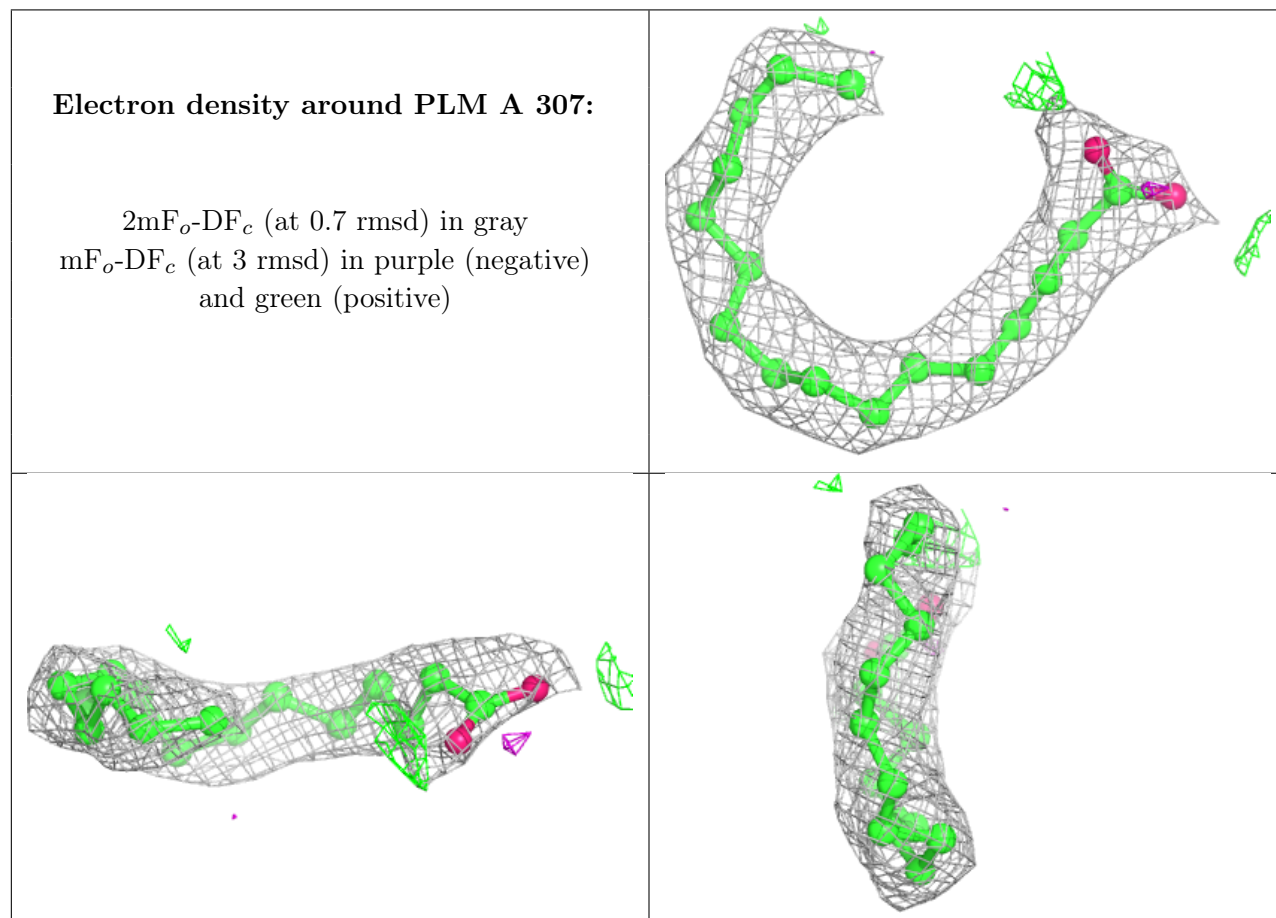 Electron density around PLM A 307:
2mFo-DFc (at 0.7 rmsd) in gray
mFo-DFc (at 3 rmsd) in purple (negative)
and green (positive)